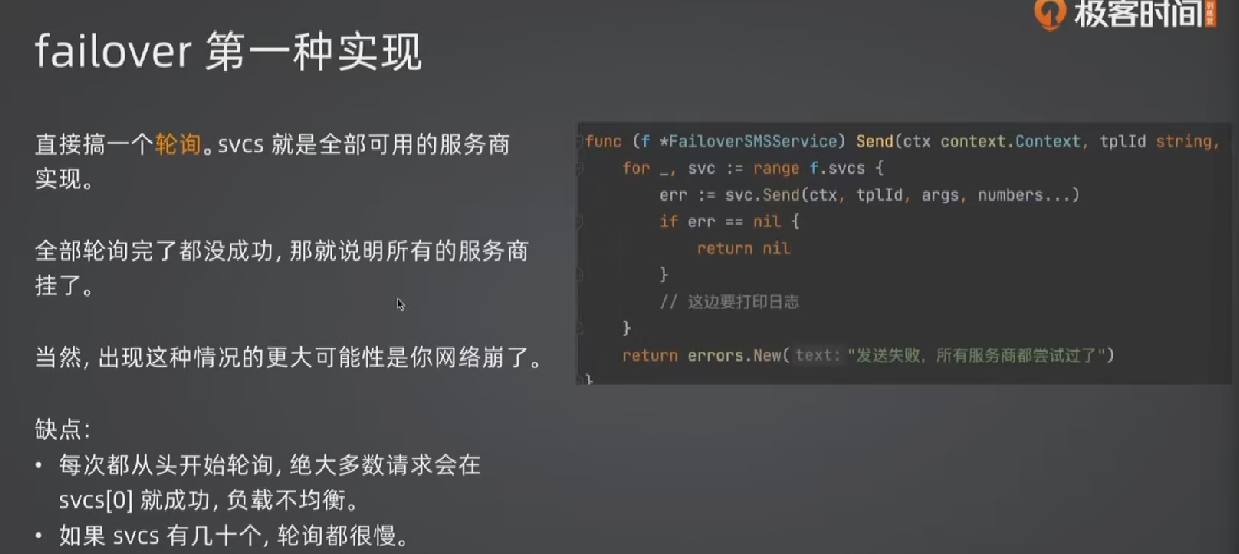 极客时间
failover 第一种实现
直接搞一个轮询。svcs 就是全部可用的服务商
实现。
全部轮询完了都没成功, 那就说明所有的服务商
挂了。
当然, 出现这种情况的更大可能性是你网络崩了。
缺点:
• 每次都从头开始轮询, 绝大多数请求会在
svcs[0] 就成功, 负载不均衡。
• 如果 svcs 有几十个, 轮询都很慢。
func (f *FailoverSMSService) Send(ctx context.Context, tplId string,
for _, svc := range f.svcs {
err := svc.Send(ctx, tplId, args, numbers...)
if err == nil {
return nil
}
// 这边要打印日志
}
return errors.New( text: "发送失败, 所有服务商都尝试过了")
}